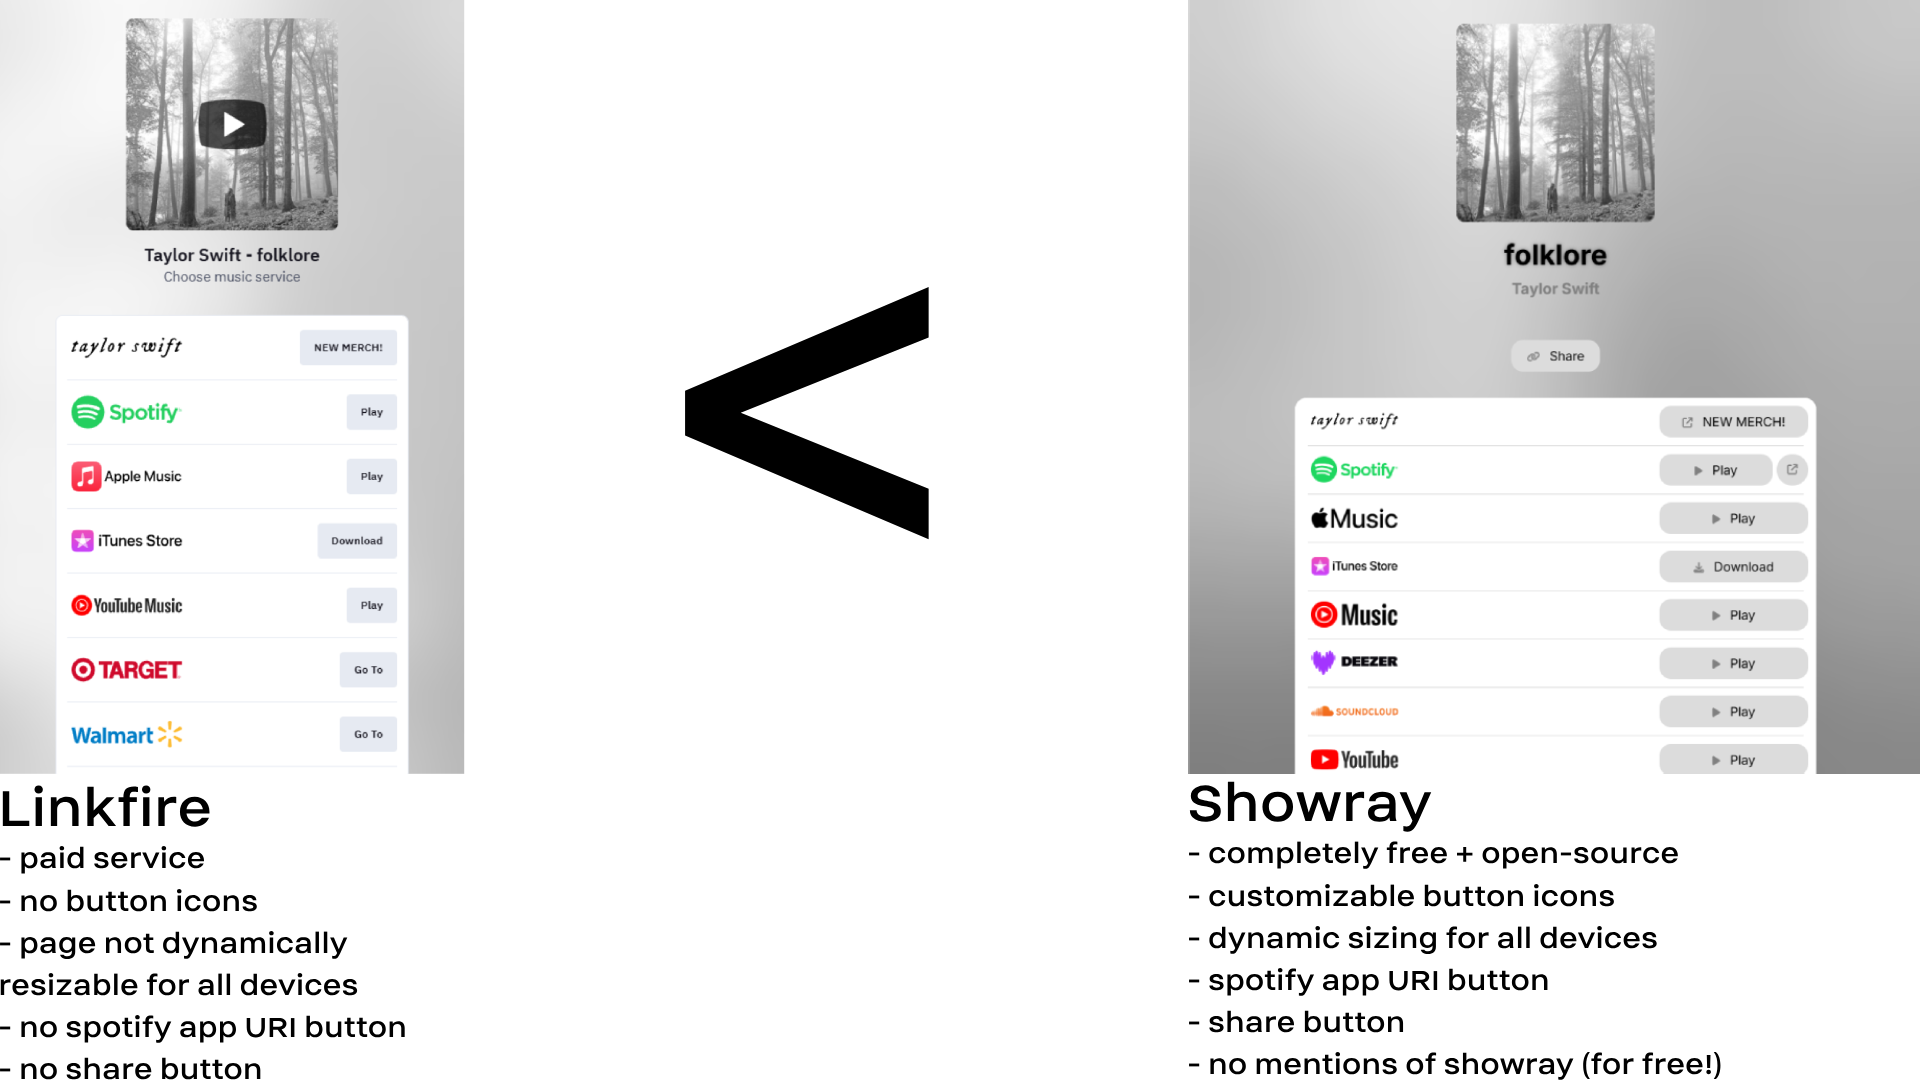 Taylor Swift - folklore
Choose music service
taylor swift
NEW MERCH!
Spotify
Play
Apple Music
Play
iTunes Store
Download
YouTube Music
Play
TARGET
Go To
Walmart
Go To
Linkfire
- paid service
- no button icons
- page not dynamically
resizable for all devices
- no spotify app URI button
- no share button
<
folklore
Taylor Swift
Share
taylor swift
NEW MERCH!
Spotify
Play
Music
Play
iTunes Store
Download
Music
Play
DEEZER
Play
SOUNDCLOUD
Play
YouTube
Play
Showray
- completely free + open-source
- customizable button icons
- dynamic sizing for all devices
- spotify app URI button
- share button
- no mentions of showray (for free!)